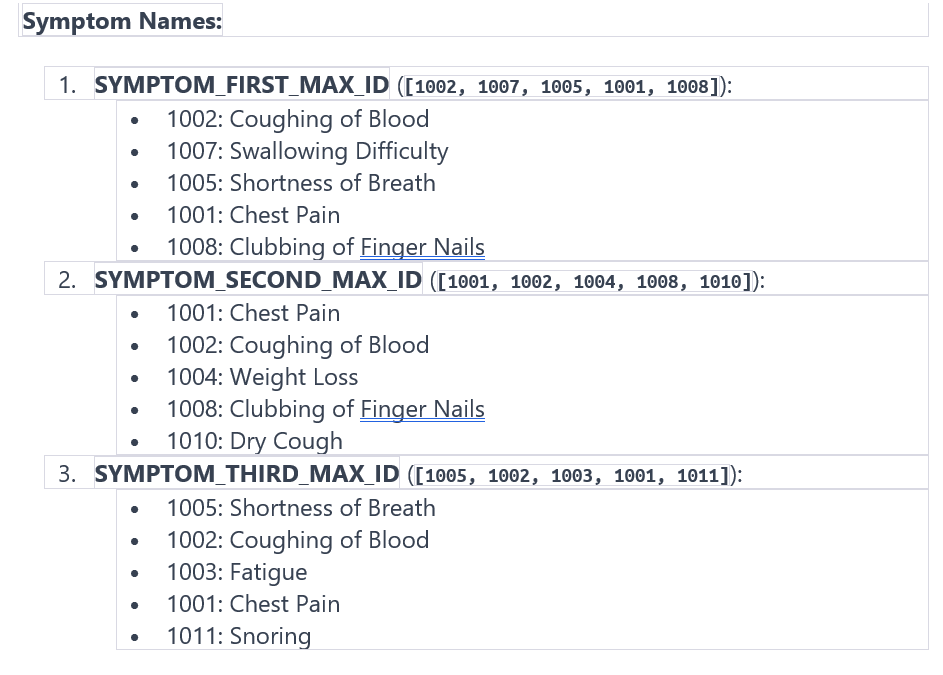 Symptom Names:
1. SYMPTOM_FIRST_MAX_ID ([1002, 1007, 1005, 1001, 1008]):
• 1002: Coughing of Blood
• 1007: Swallowing Difficulty
• 1005: Shortness of Breath
• 1001: Chest Pain
• 1008: Clubbing of Finger Nails
2. SYMPTOM_SECOND_MAX_ID ([1001, 1002, 1004, 1008, 1010]):
• 1001: Chest Pain
• 1002: Coughing of Blood
• 1004: Weight Loss
• 1008: Clubbing of Finger Nails
• 1010: Dry Cough
3. SYMPTOM_THIRD_MAX_ID ([1005, 1002, 1003, 1001, 1011]):
• 1005: Shortness of Breath
• 1002: Coughing of Blood
• 1003: Fatigue
• 1001: Chest Pain
• 1011: Snoring